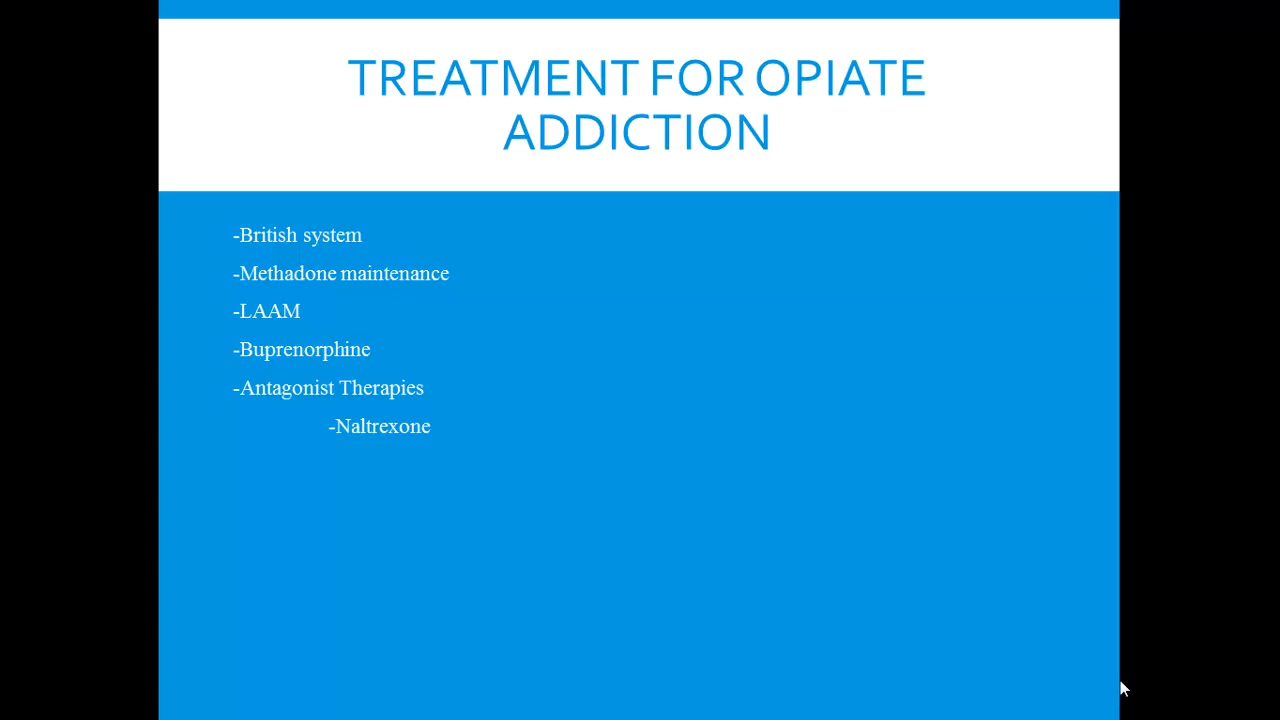 TREATMENT FOR OPIATE
ADDICTION
-British system
-Methadone maintenance
-LAAM
-Buprenorphine
-Antagonist Therapies
-Naltrexone